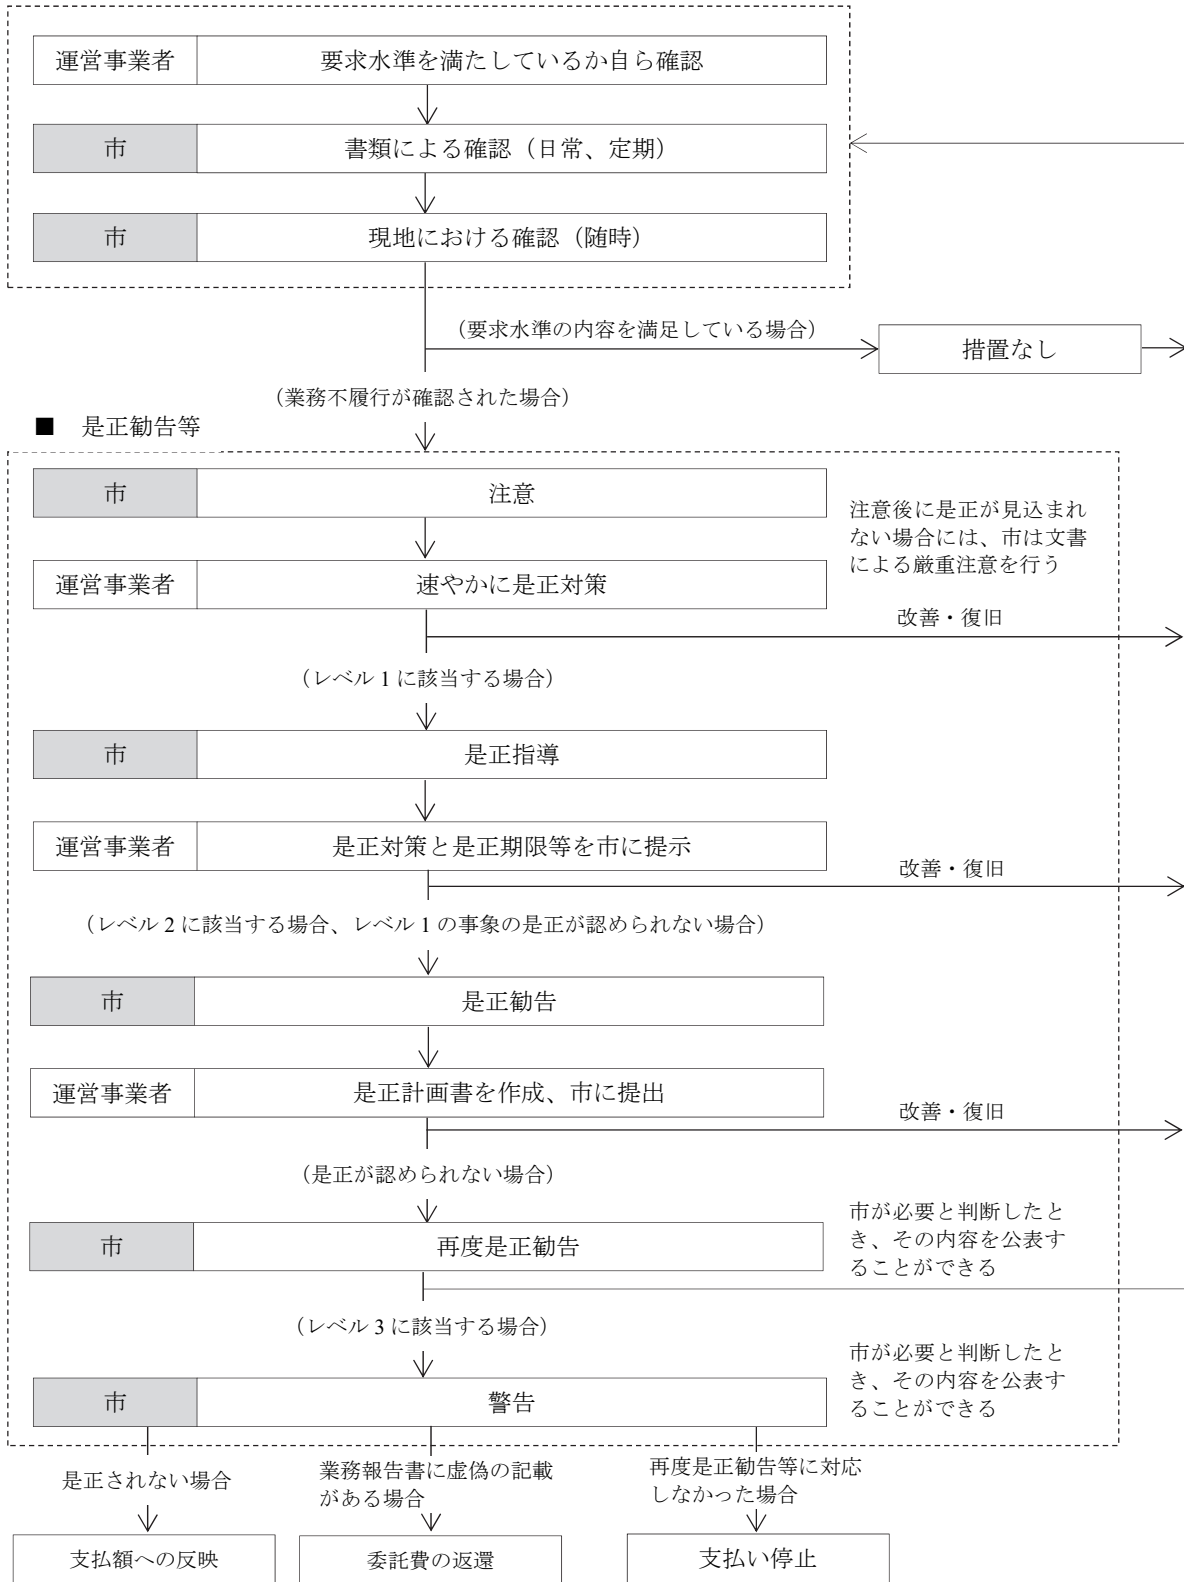 運営事業者 要求水準を満たしているか自ら確認
市 書類による確認（日常、定期）
市 現地における確認（随時）
（要求水準の内容を満足している場合）
措置なし
（業務不履行が確認された場合）
■ 是正勧告等
市 注意
注意後に是正が見込まれ
ない場合には、市は文書
による厳重注意を行う
運営事業者 速やかに是正対策
改善・復旧
（レベル 1 に該当する場合）
市 是正指導
運営事業者 是正対策と是正期限等を市に提示
改善・復旧
（レベル 2 に該当する場合、レベル 1 の事象の是正が認められない場合）
市 是正勧告
運営事業者 是正計画書を作成、市に提出
改善・復旧
（是正が認められない場合）
市 再度是正勧告
市が必要と判断したと
き、その内容を公表す
ることができる
（レベル 3 に該当する場合）
市 警告
市が必要と判断したと
き、その内容を公表す
ることができる
是正されない場合
業務報告書に虚偽の記載
がある場合
再度是正勧告等に対応
しなかった場合
支払額への反映
委託費の返還
支払い停止